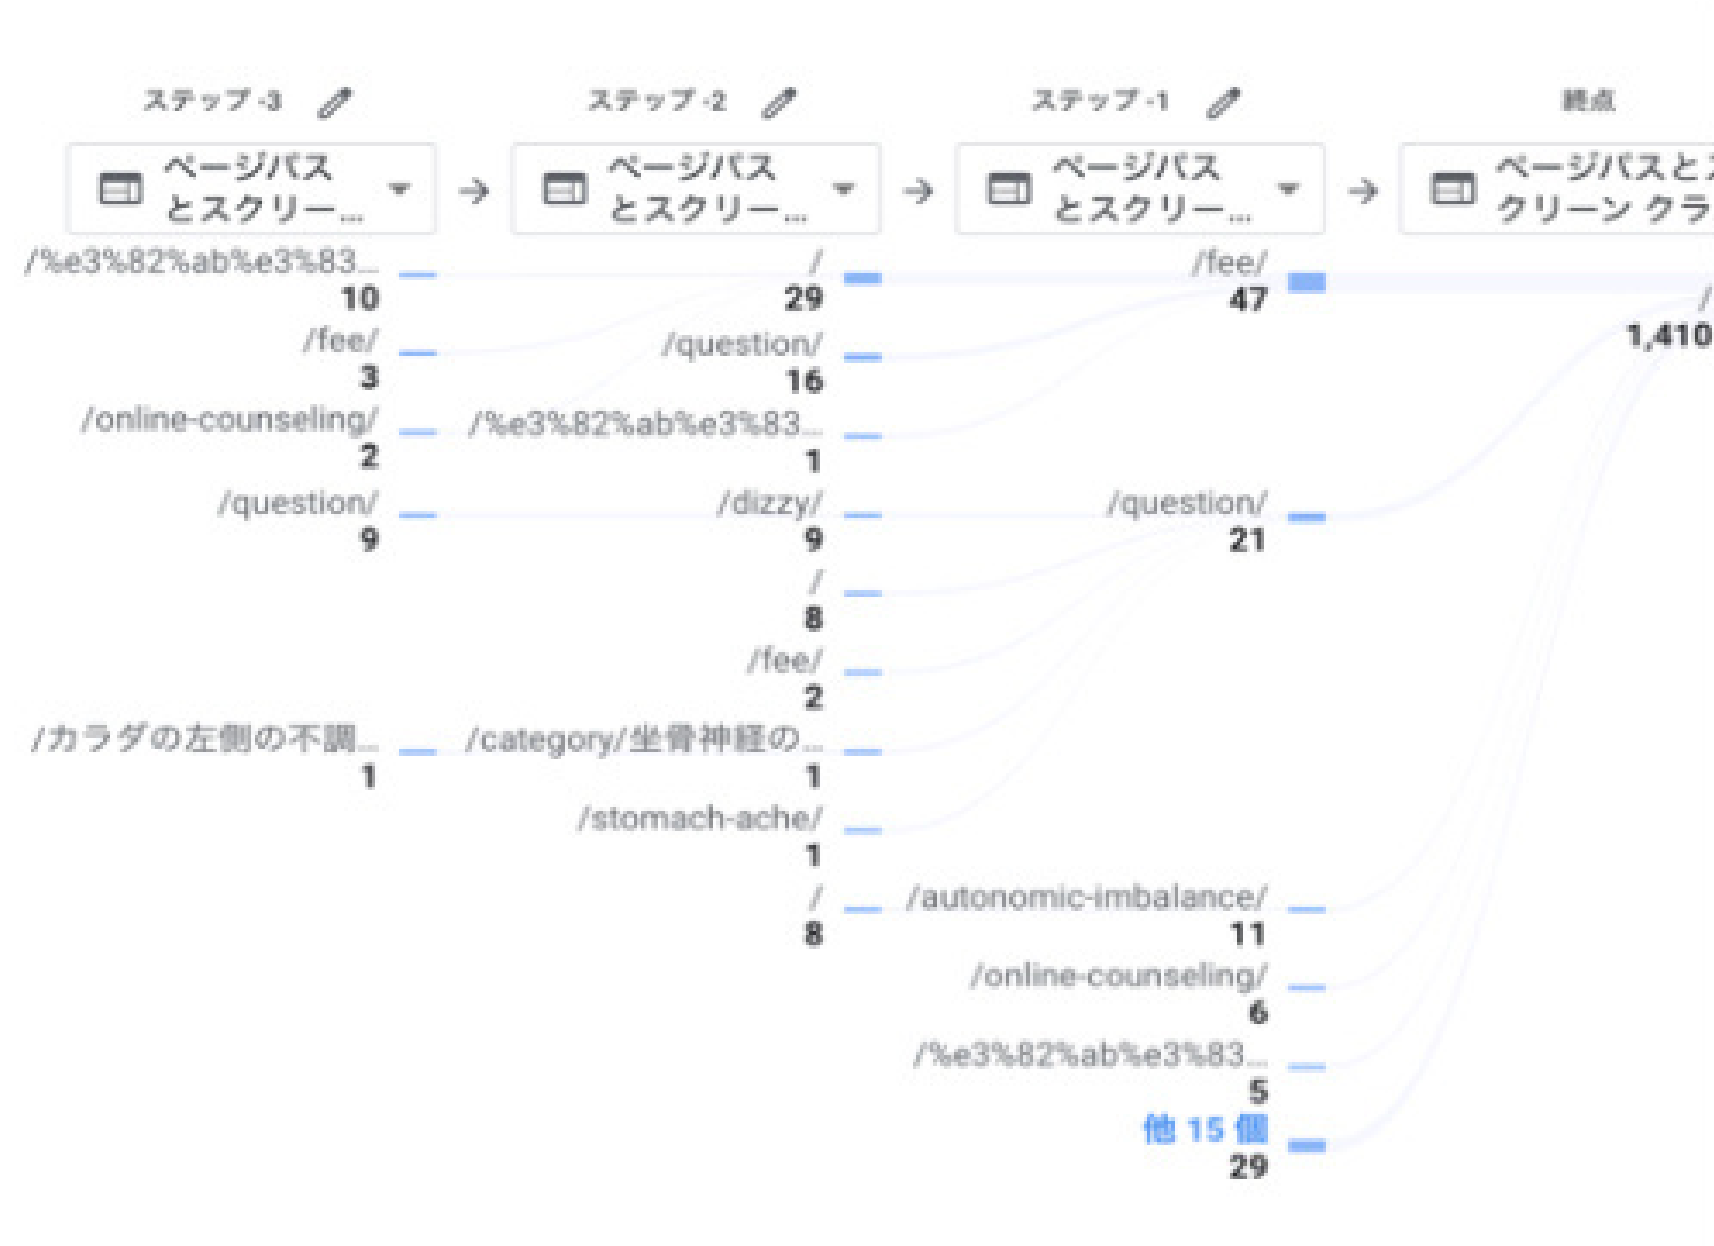 ステップ -3
ステップ -2
ステップ -1
終点
ページパス
とスクリー...
ページパス
とスクリー...
ページパス
とスクリー...
ページパスとス
クリーン クラ
/%e3%82%ab%e3%83...
10
/fee/
3
/online-counseling/
2
/question/
9
/カラダの左側の不調...
1
/
29
/question/
16
/%e3%82%ab%e3%83...
1
/dizzy/
9
/
8
/fee/
2
/category/坐骨神経の...
1
/stomach-ache/
1
/
8
/fee/
47
/question/
21
/autonomic-imbalance/
11
/online-counseling/
6
/%e3%82%ab%e3%83...
5
他 15 個
29
/
1,410